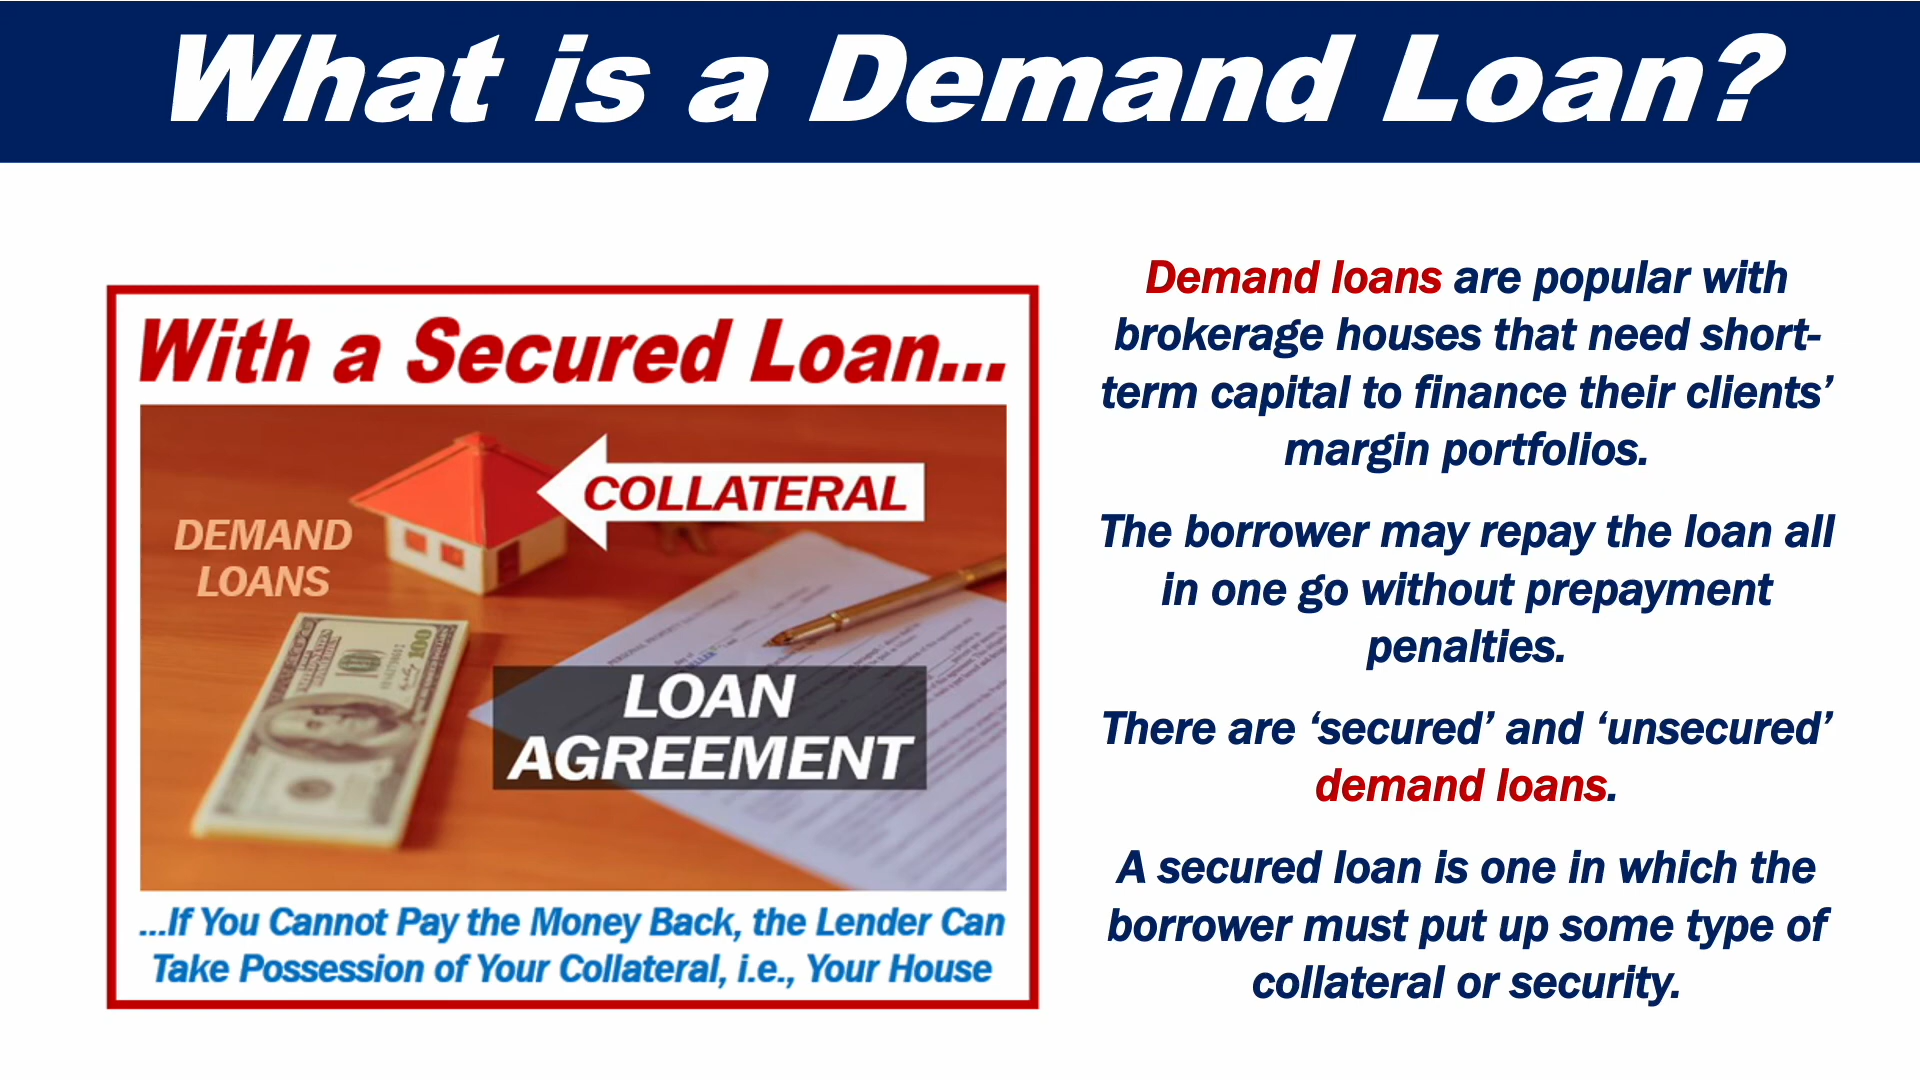 What is a Demand Loan?
With a Secured Loan...
COLLATERAL
DEMAND
LOANS
100
LOAN
AGREEMENT
...If You Cannot Pay the Money Back, the Lender Can
Take Possession of Your Collateral, i.e., Your House
Demand loans are popular with
brokerage houses that need short-
term capital to finance their clients’
margin portfolios.
The borrower may repay the loan all
in one go without prepayment
penalties.
There are ‘secured’ and ‘unsecured’
demand loans.
A secured loan is one in which the
borrower must put up some type of
collateral or security.